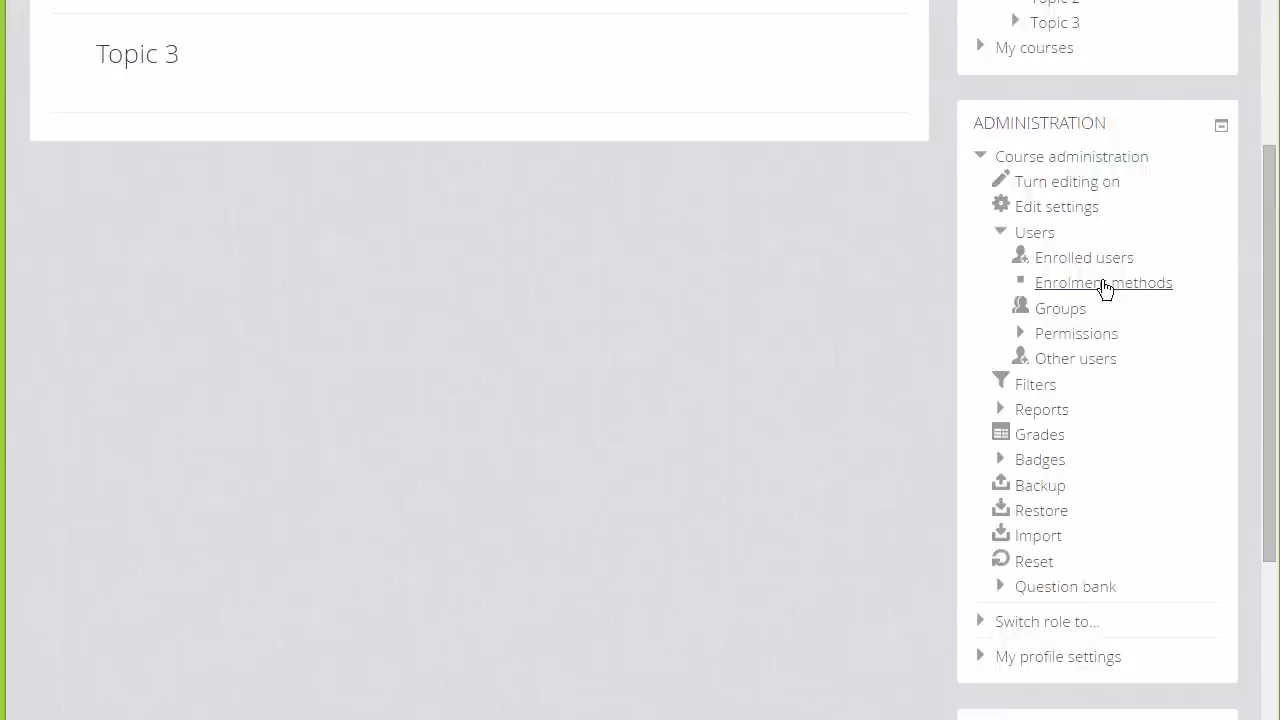 Topic 3
Topic 2
Topic 3
My courses
ADMINISTRATION
Course administration
Turn editing on
Edit settings
Users
Enrolled users
Enrolment methods
Groups
Permissions
Other users
Filters
Reports
Grades
Badges
Backup
Restore
Import
Reset
Question bank
Switch role to...
My profile settings